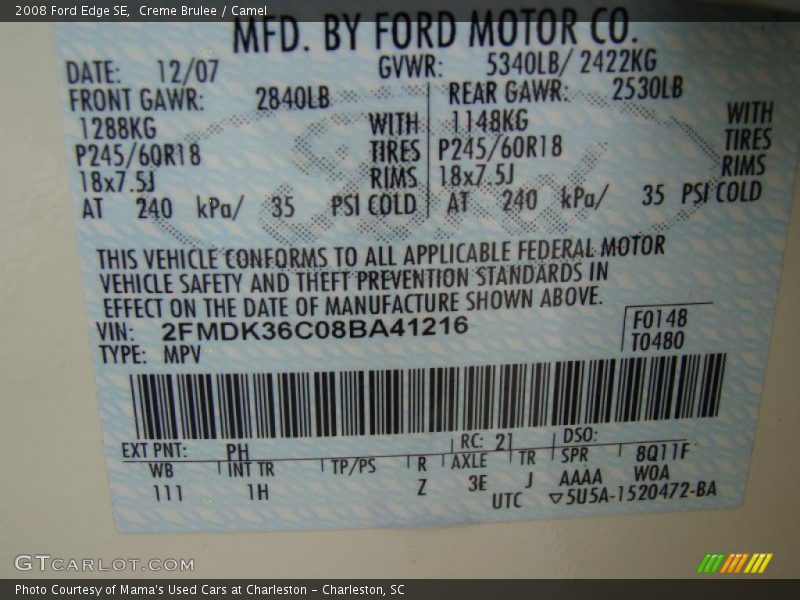 2008 Ford Edge SE, Creme Brulee / Camel
MFD. BY FORD MOTOR CO.
DATE: 12/07 GVWR: 5340LB/ 2422KG
FRONT GAWR: 2840LB REAR GAWR: 2530LB
1288KG WITH 1148KG WITH
P245/60R18 TIRES P245/60R18 TIRES
18x7.5J RIMS 18x7.5J RIMS
AT 240 kPa/ 35 PSI COLD AT 240 kPa/ 35 PSI COLD
THIS VEHICLE CONFORMS TO ALL APPLICABLE FEDERAL MOTOR
VEHICLE SAFETY AND THEFT PREVENTION STANDARDS IN
EFFECT ON THE DATE OF MANUFACTURE SHOWN ABOVE.
VIN: 2FMDK36C08BA41216 F0148
TYPE: MPV T0480
EXT PNT: PH RC: 21 DSO:
WB INT TR TP/PS R AXLE TR SPR 8Q11F
111 1H Z 3E J AAAA W0A
UTC ▽5U5A-1520472-BA
GTCARLOT.COM
Photo Courtesy of Mama's Used Cars at Charleston - Charleston, SC